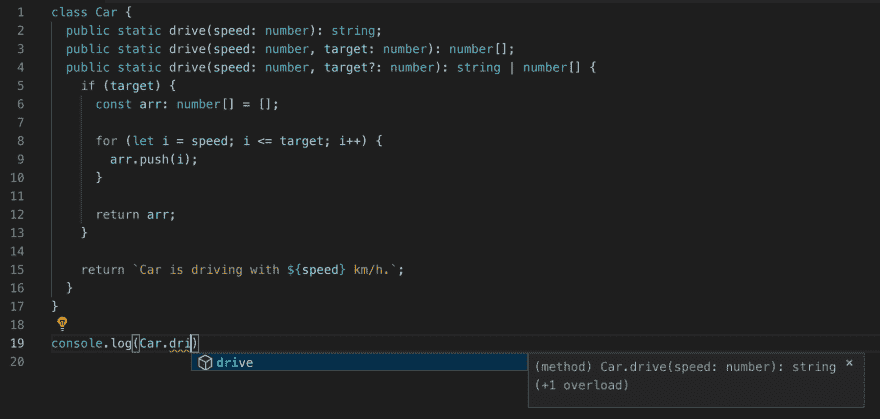 1 class Car {
2 public static drive(speed: number): string;
3 public static drive(speed: number, target: number): number[];
4 public static drive(speed: number, target?: number): string | number[] {
5 if (target) {
6 const arr: number[] = [];
7
8 for (let i = speed; i <= target; i++) {
9 arr.push(i);
10 }
11
12 return arr;
13 }
14
15 return `Car is driving with ${speed} km/h.`;
16 }
17 }
18
19 console.log(Car.dri)
20
drive
(method) Car.drive(speed: number): string ×
(+1 overload)